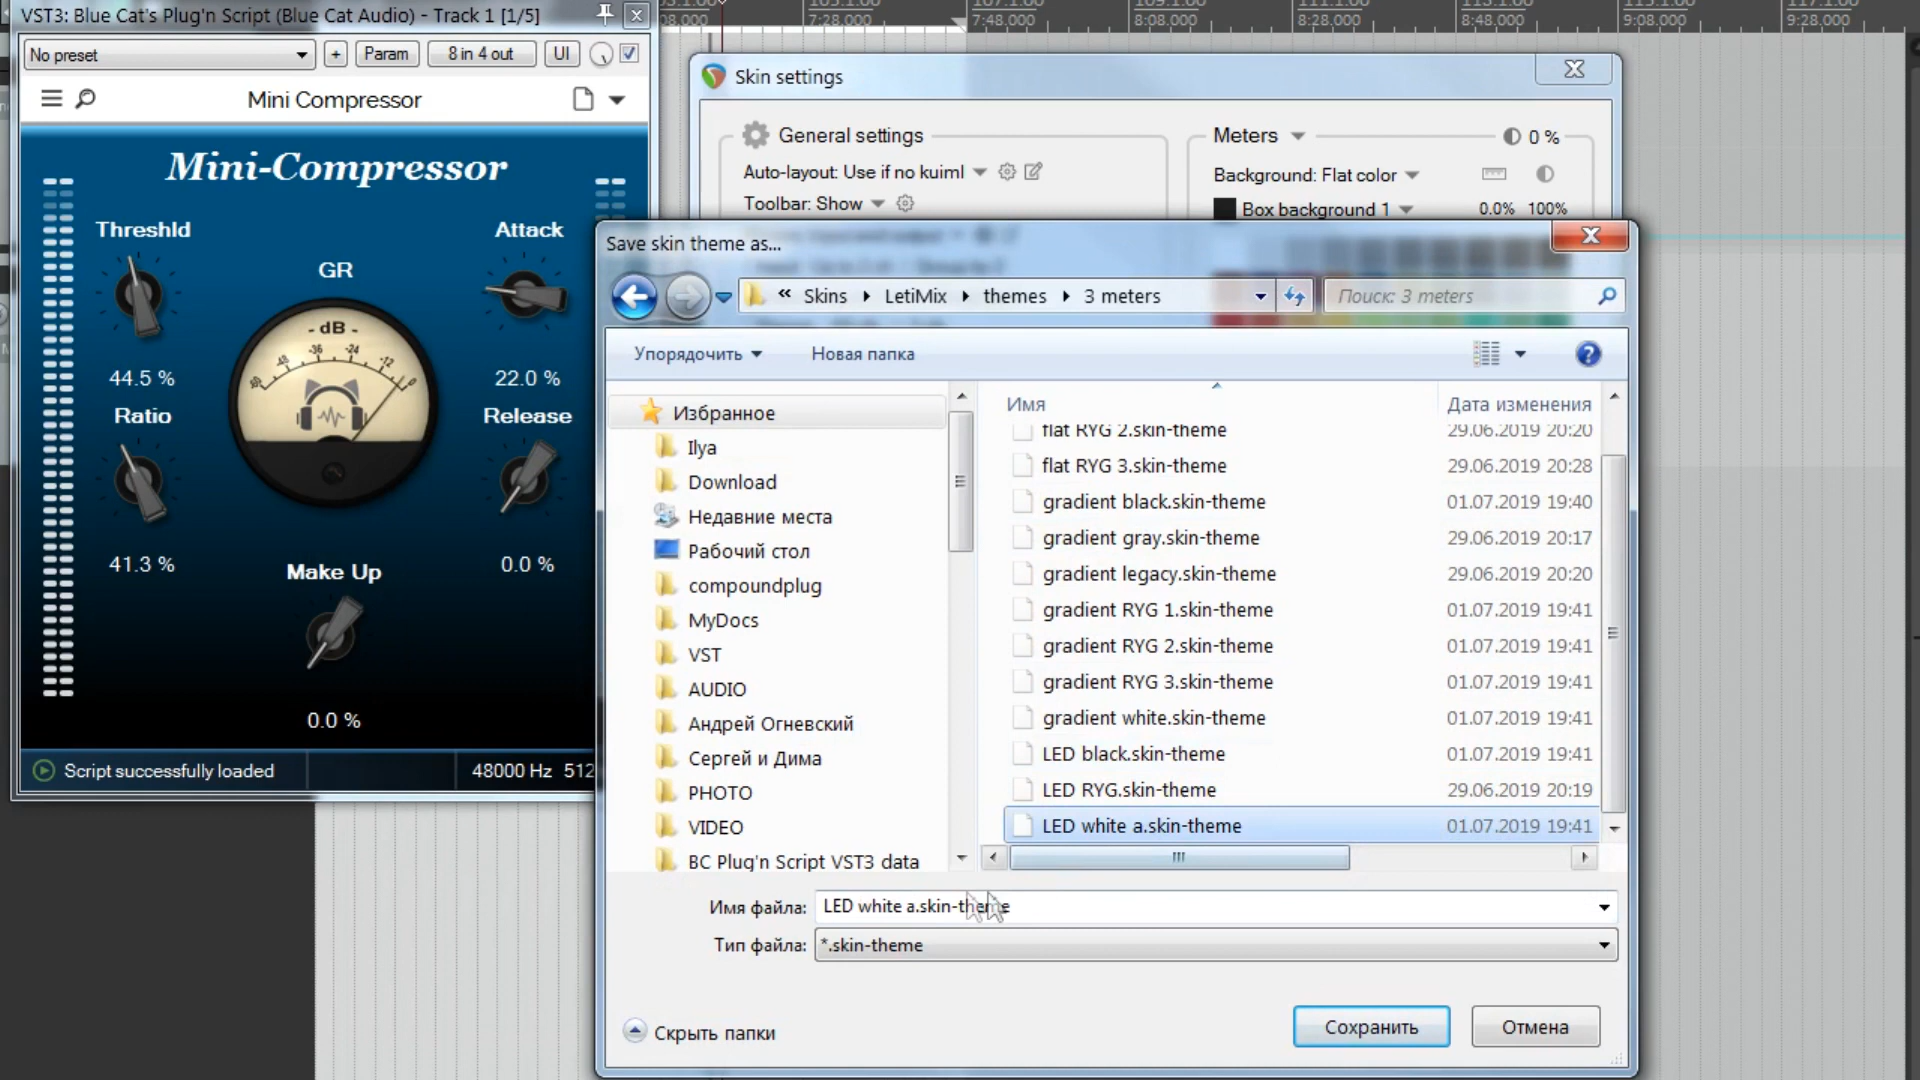 VST3: Blue Cat's Plug'n Script (Blue Cat Audio) - Track 1 [1/5]
No preset
+
Param
8 in 4 out
UI
Mini Compressor
Mini-Compressor
Threshld
Attack
GR
- dB -
-36
-24
-12
0
44.5 %
22.0 %
Ratio
Release
41.3 %
0.0 %
Make Up
0.0 %
Script successfully loaded
48000 Hz 512
7:28.000
7:48.000
8:08.000
8:28.000
8:48.000
9:08.000
9:28.000
Skin settings
General settings
Auto-layout: Use if no kuiml
Toolbar: Show
Meters
0 %
Background: Flat color
Box background 1
0.0% 100%
Save skin theme as...
« Skins LetiMix themes 3 meters
Поиск: 3 meters
Упорядочить
Новая папка
Избранное
Ilya
Download
Недавние места
Рабочий стол
compoundplug
MyDocs
VST
AUDIO
Андрей Огневский
Сергей и Дима
PHOTO
VIDEO
BC Plug'n Script VST3 data
Имя
Дата изменения
flat RYG 2.skin-theme 29.06.2019 20:20
flat RYG 3.skin-theme 29.06.2019 20:28
gradient black.skin-theme 01.07.2019 19:40
gradient gray.skin-theme 29.06.2019 20:17
gradient legacy.skin-theme 29.06.2019 20:20
gradient RYG 1.skin-theme 01.07.2019 19:41
gradient RYG 2.skin-theme 01.07.2019 19:41
gradient RYG 3.skin-theme 01.07.2019 19:41
gradient white.skin-theme 01.07.2019 19:41
LED black.skin-theme 01.07.2019 19:41
LED RYG.skin-theme 29.06.2019 20:19
LED white a.skin-theme 01.07.2019 19:41
Имя файла: LED white a.skin-theme
Тип файла: *.skin-theme
Скрыть папки
Сохранить
Отмена